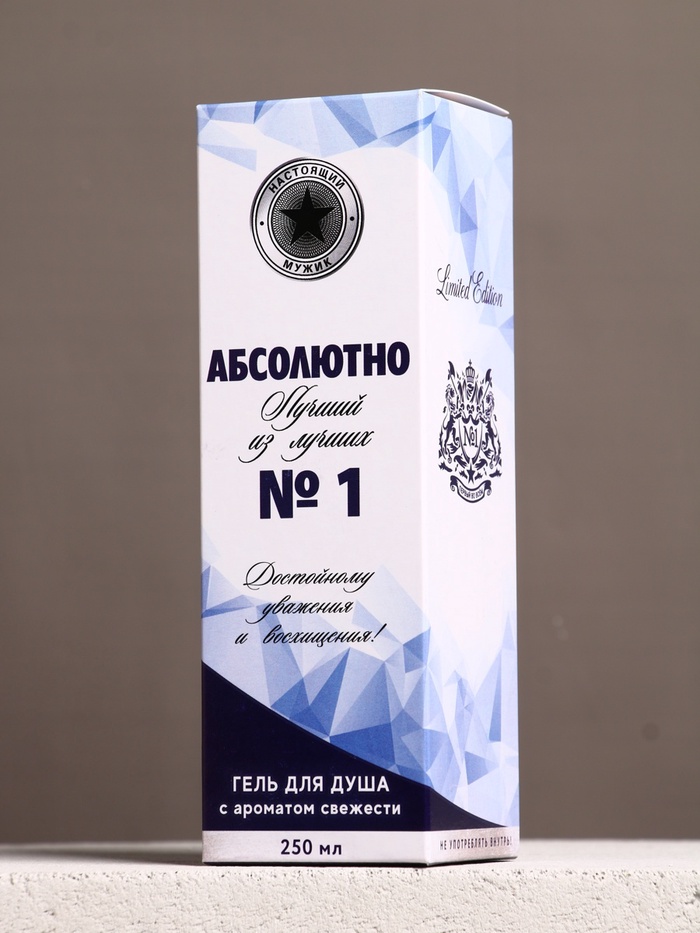 НАСТОЯЩИЙ
МУЖИК
АБСОЛЮТНО
Лучший
из лучших
№ 1
Достойному
уважения
и восхищения!
ГЕЛЬ ДЛЯ ДУША
с ароматом свежести
250 мл
Limited Edition
№1
НЕ УПОТРЕБЛЯТЬ ВНУТРЬ!